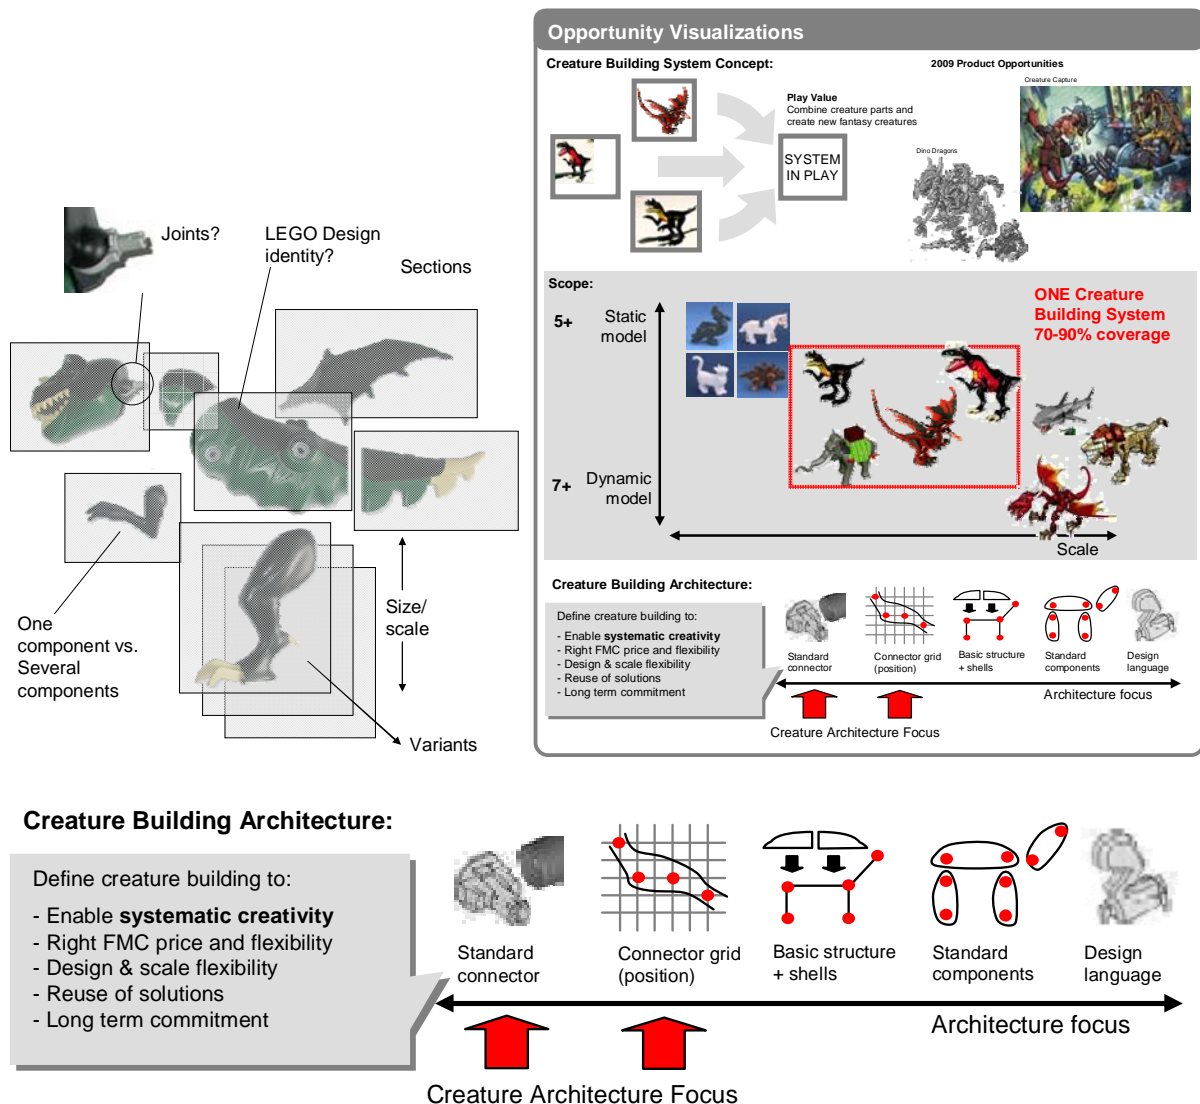 Joints?
LEGO Design
identity?
Sections
One
component vs.
Several
components
Size/
scale
Variants
Opportunity Visualizations
Creature Building System Concept:
2009 Product Opportunities
Creature Capture
Play Value
Combine creature parts and
create new fantasy creatures
SYSTEM
IN PLAY
Dino Dragons
Scope:
5+
Static
model
ONE Creature
Building System
70-90% coverage
7+
Dynamic
model
Scale
Creature Building Architecture:
Define creature building to:
- Enable systematic creativity
- Right FMC price and flexibility
- Design & scale flexibility
- Reuse of solutions
- Long term commitment
Standard
connector
Connector grid
(position)
Basic structure
+ shells
Standard
components
Design
language
Architecture focus
Creature Architecture Focus
Creature Building Architecture:
Define creature building to:
- Enable systematic creativity
- Right FMC price and flexibility
- Design & scale flexibility
- Reuse of solutions
- Long term commitment
Standard
connector
Connector grid
(position)
Basic structure
+ shells
Standard
components
Design
language
Architecture focus
Creature Architecture Focus